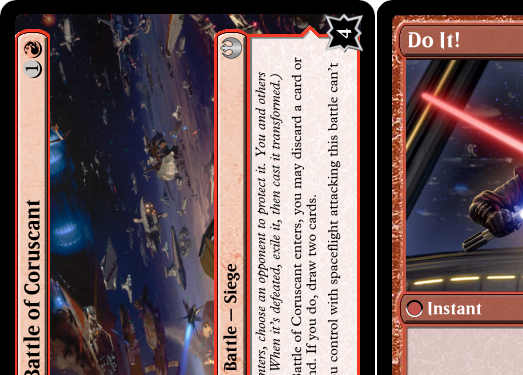 Battle of Coruscant
1
Battle – Siege
choose an opponent to protect it. You and others
When it's defeated, exile it, then cast it transformed.)
Battle of Coruscant enters, you may discard a card or
If you do, draw two cards.
control with spaceflight attacking this battle can't
4
Do It!
Instant